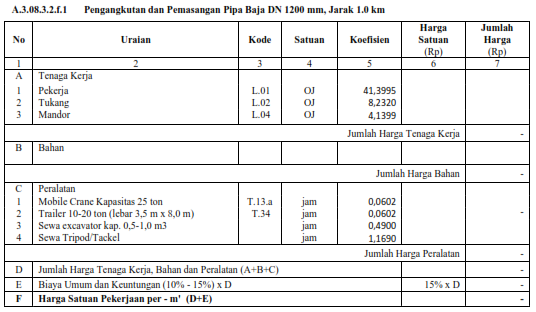 A.3.08.3.2.f.1 Pengangkutan dan Pemasangan Pipa Baja DN 1200 mm, Jarak 1.0 km
No Uraian Kode Satuan Koefisien Harga Satuan (Rp) Jumlah Harga (Rp)
1 2 3 4 5 6 7
A Tenaga Kerja
1 Pekerja L.01 OJ 41,3995
2 Tukang L.02 OJ 8,2320
3 Mandor L.04 OJ 4,1399
Jumlah Harga Tenaga Kerja -
B Bahan
Jumlah Harga Bahan -
C Peralatan
1 Mobile Crane Kapasitas 25 ton T.13.a jam 0,0602
2 Trailer 10-20 ton (lebar 3,5 m x 8,0 m) T.34 jam 0,0602 -
3 Sewa excavator kap. 0,5-1,0 m3 jam 0,4900
4 Sewa Tripod/Tackel jam 1,1690
Jumlah Harga Peralatan -
D Jumlah Harga Tenaga Kerja, Bahan dan Peralatan (A+B+C) -
E Biaya Umum dan Keuntungan (10% - 15%) x D 15% x D -
F Harga Satuan Pekerjaan per - m' (D+E) -